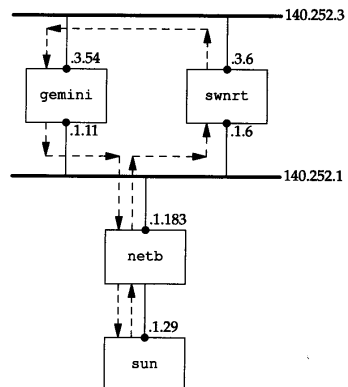 140.252.3
.3.54
.3.6
gemini
swnrt
.1.11
.1.6
140.252.1
.1.183
netb
.1.29
sun